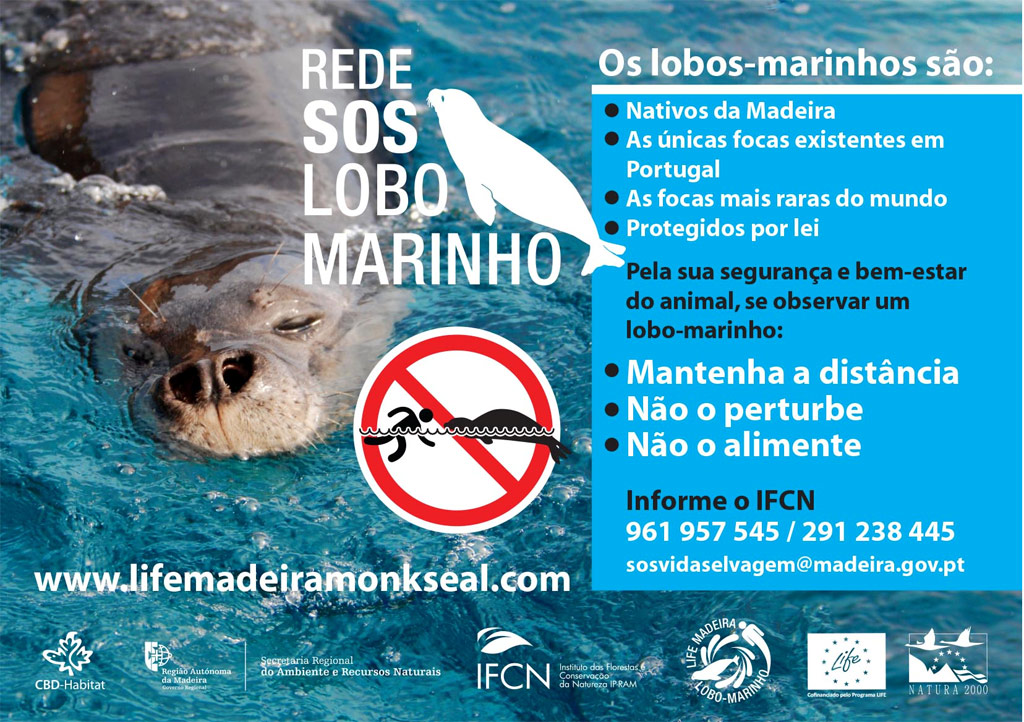 REDE
SOS
LOBO
MARINHO
Os lobos-marinhos são:
Nativos da Madeira
As únicas focas existentes em
Portugal
As focas mais raras do mundo
Protegidos por lei
Pela sua segurança e bem-estar
do animal, se observar um
lobo-marinho:
Mantenha a distância
Não o perturbe
Não o alimente
Informe o IFCN
961 957 545 / 291 238 445
sosvidaselvagem@madeira.gov.pt
www.lifemadeiramonkseal.com
CBD-Habitat
Região Autónoma
da Madeira
Governo Regional
Secretaria Regional
do Ambiente e Recursos Naturais
IFCN
Instituto das Florestas e
Conservação
da Natureza IP-RAM
LIFE MADEIRA
LOBO-MARINHO
Life
Cofinanciado pelo Programa LIFE
NATURA 2000